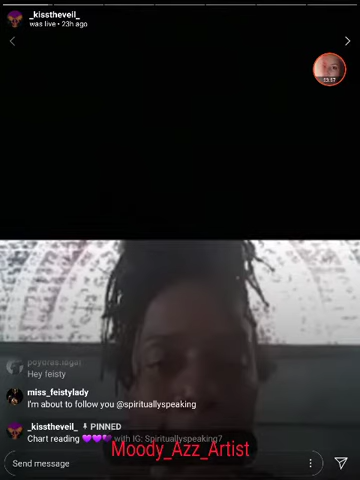 _kisstheveil_
was live • 23h ago
Hey feisty
miss_feistylady
I'm about to follow you @spirituallyspeaking
_kisstheveil_ PINNED
Chart reading 💜💜💜 with IG: Spirituallyspeaking7
Moody_Azz_Artist
Send message